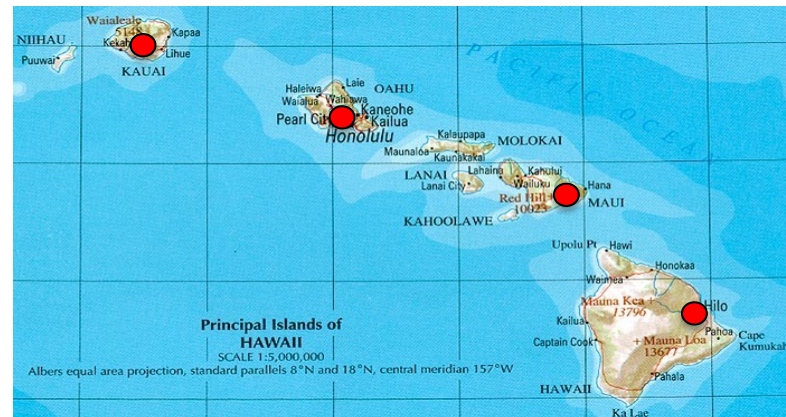 Waialeale
5148
Kekaha
Kapaa
Lihue
NIIHAU
Puuwai
KAUAI
PACIFIC OCEAN
Laie
OAHU
Haleiwa
Waialua
Wahiawa
Kaneohe
Pearl
Kailua
Honolulu
Kalaupapa
MOLOKAI
Maunaloa
Kaunakakai
LANAI
Lahaina
Kahului
Lanai City
Wailuku
Hana
Red Hill
10023
MAUI
KAHOOLAWE
Upolu Pt
Hawi
Honokaa
Waimea
Mauna Kea
13796
Hilo
Kailua
Pahoa
Cape
Kumukah
Captain Cook
Mauna Loa
13677
Pahala
HAWAII
Ka Lae
Principal Islands of
HAWAII
SCALE 1:5,000,000
Albers equal area projection, standard parallels 8°N and 18°N, central meridian 157°W